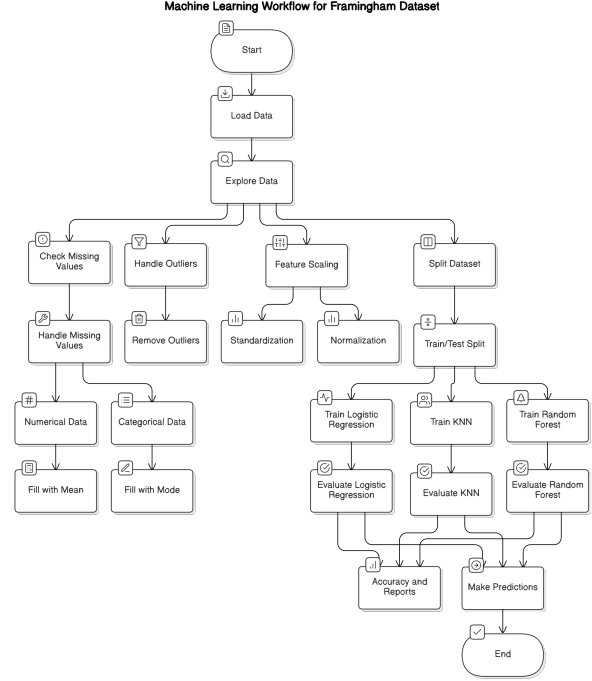 Machine Learning Workflow for Framingham Dataset
Start
Load Data
Explore Data
Check Missing
Values
Handle Outliers
Feature Scaling
Split Dataset
Handle Missing
Values
Remove Outliers
Standardization
Normalization
Train/Test Split
Numerical Data
Categorical Data
Train Logistic
Regression
Train KNN
Train Random
Forest
Fill with Mean
Fill with Mode
Evaluate Logistic
Regression
Evaluate KNN
Evaluate Random
Forest
Accuracy and
Reports
Make Predictions
End